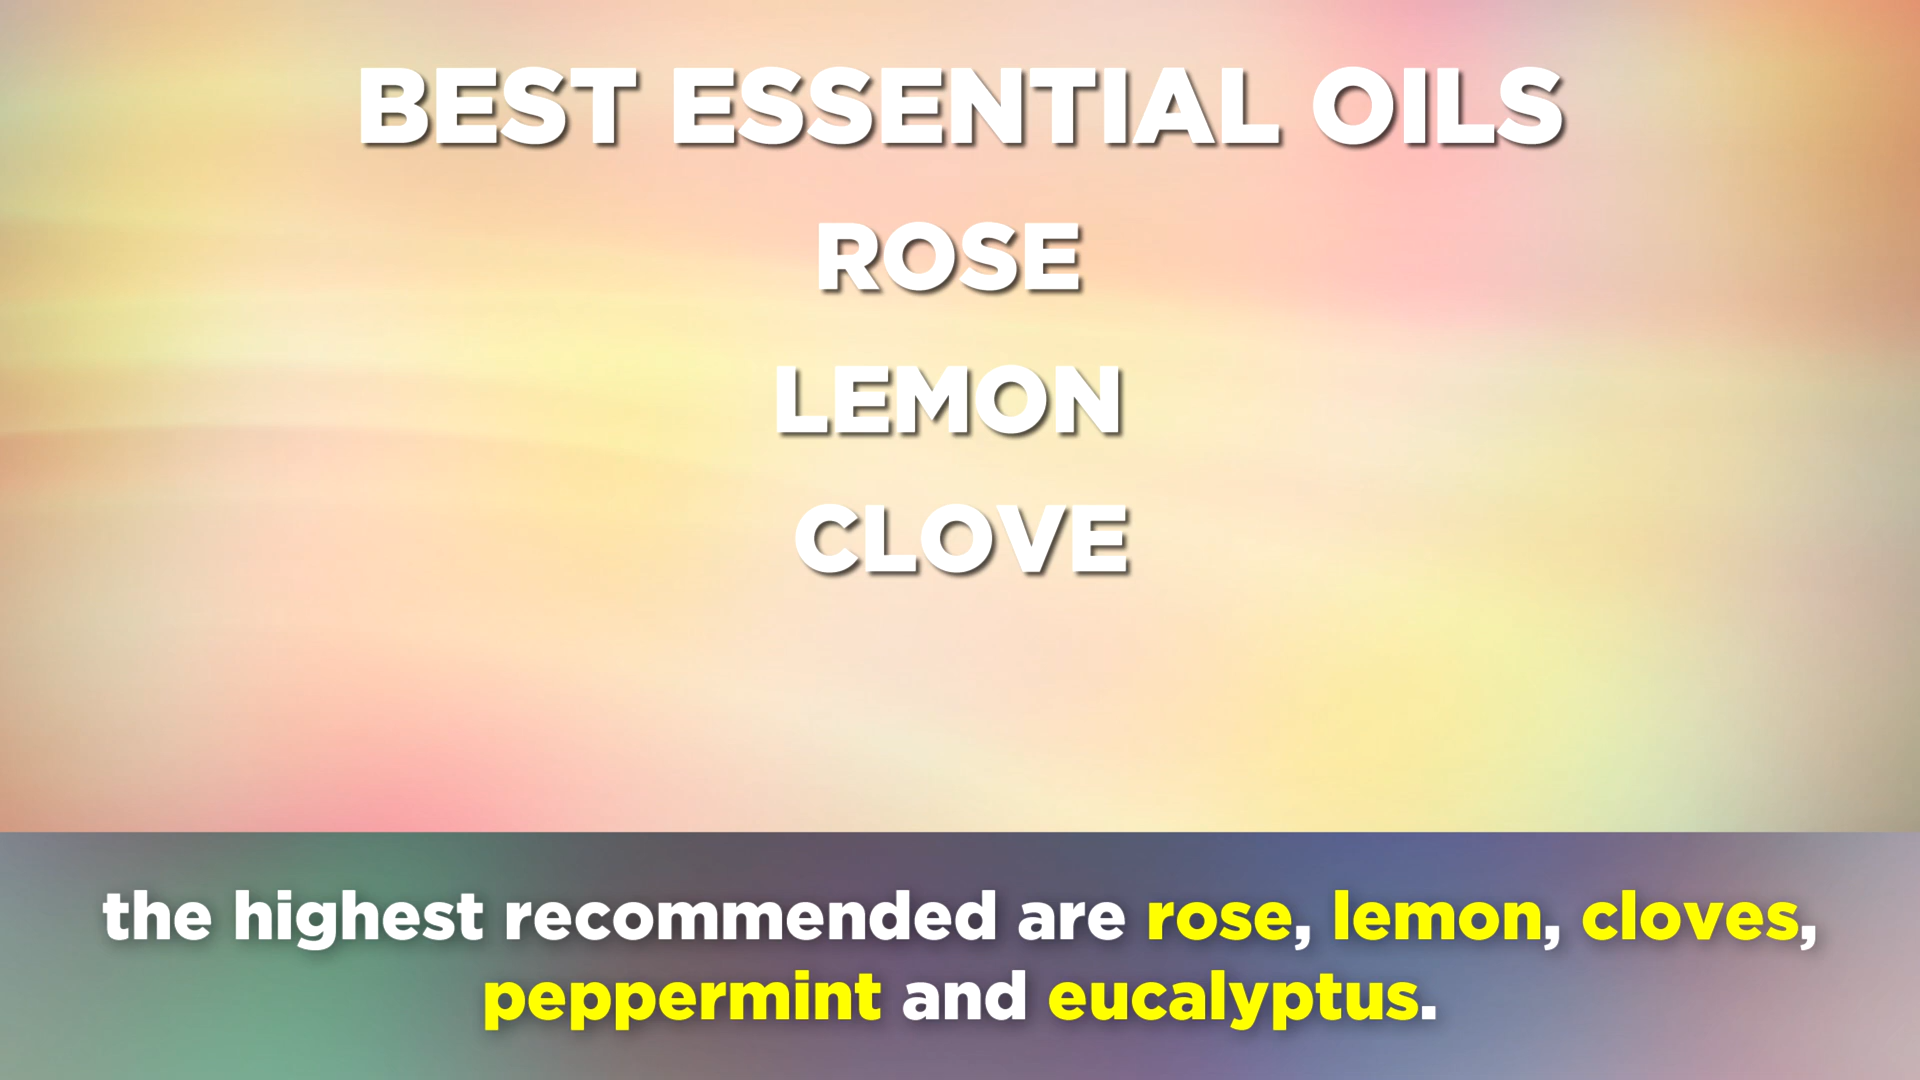 BEST ESSENTIAL OILS
ROSE
LEMON
CLOVE
the highest recommended are rose, lemon, cloves,
peppermint and eucalyptus.